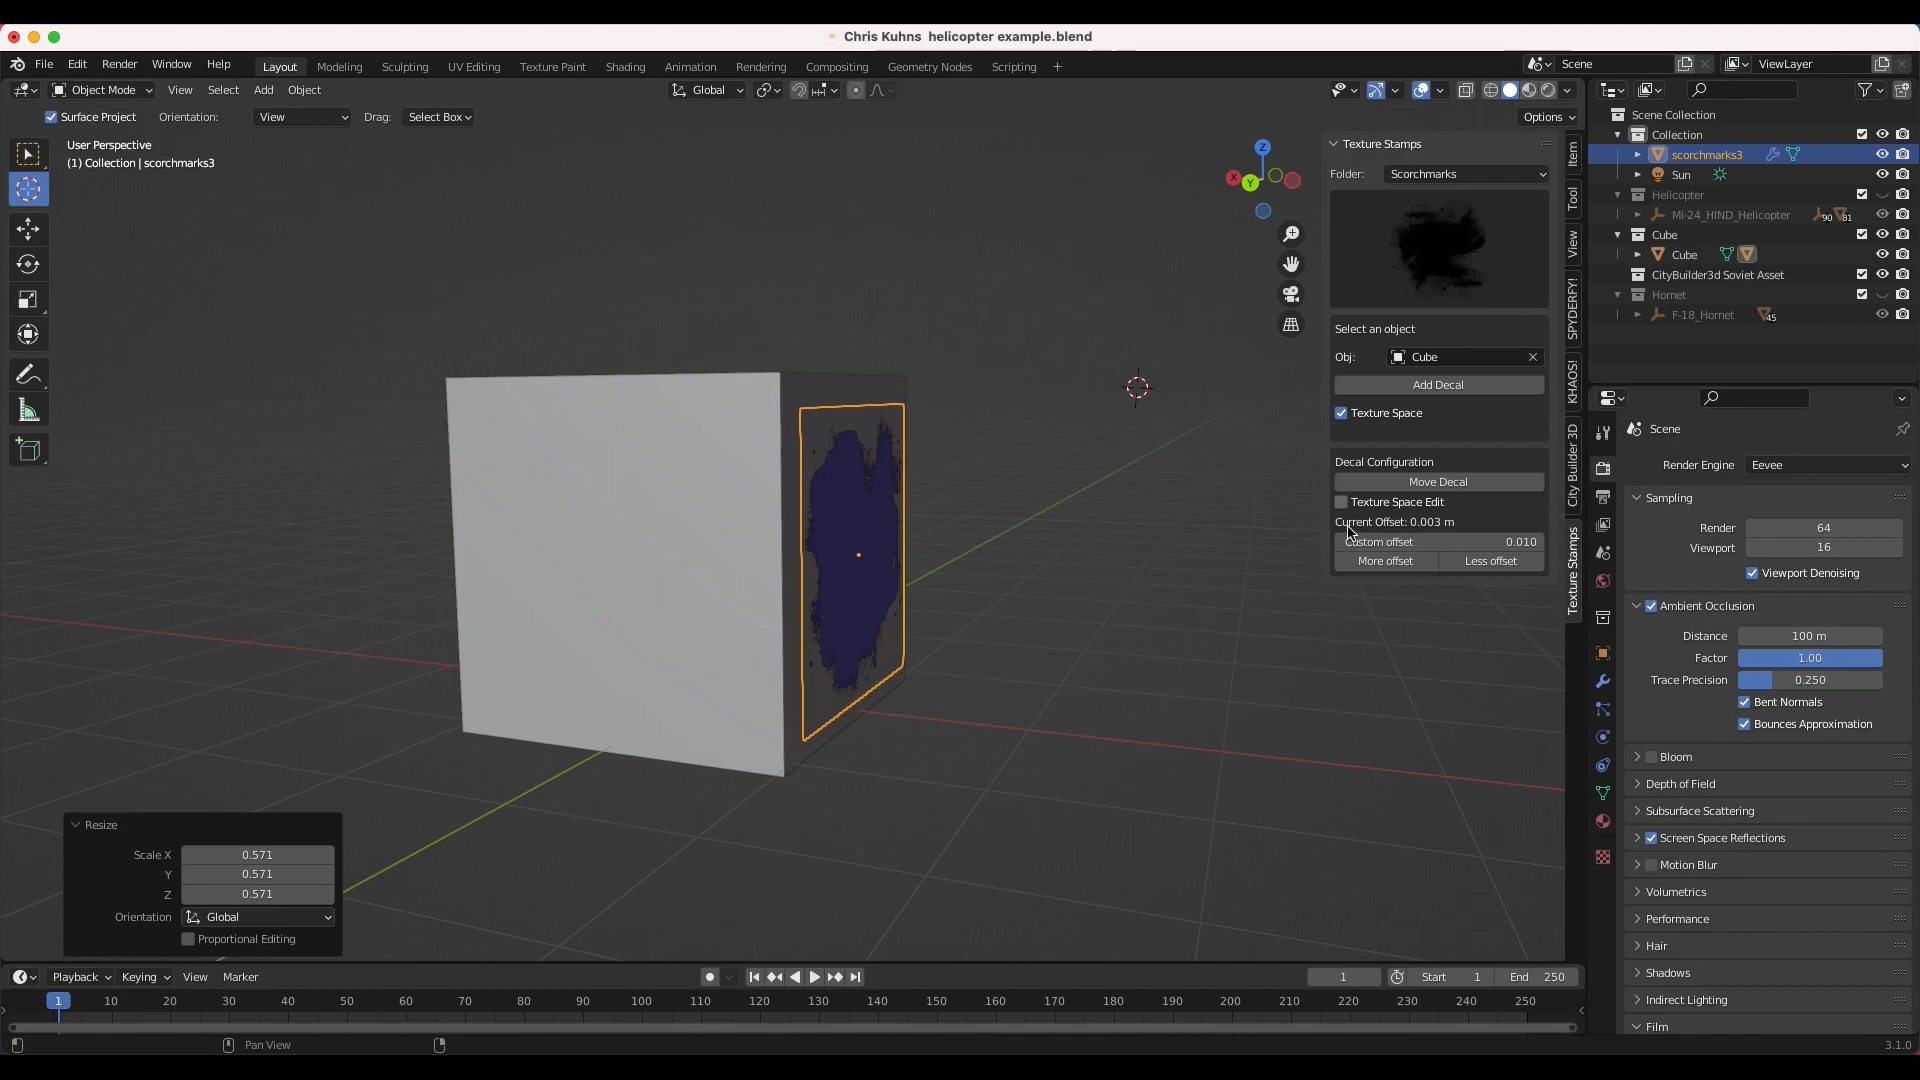 Chris Kuhns helicopter example.blend
File Edit Render Window Help Layout Modeling Sculpting UV Editing Texture Paint Shading Animation Rendering Compositing Geometry Nodes Scripting + Scene ViewLayer
Object Mode View Select Add Object Global
Surface Project Orientation: View Drag: Select Box Options
User Perspective
(1) Collection | scorchmarks3
Z
X
Y
Texture Stamps
Folder: Scorchmarks
Select an object
Obj: Cube
Add Decal
Texture Space
Decal Configuration
Move Decal
Texture Space Edit
Current Offset: 0.003 m
Custom offset 0.010
More offset Less offset
Item
Tool
View
SPYDERFY!
KHAOS!
City Builder 3D
Texture Stamps
Scene Collection
Collection
scorchmarks3
Sun
Helicopter
Mi-24_HIND_Helicopter 90 81
Cube
Cube
CityBuilder3d Soviet Asset
Hornet
F-18_Hornet 45
Scene
Render Engine Eevee
Sampling
Render 64
Viewport 16
Viewport Denoising
Ambient Occlusion
Distance 100 m
Factor 1.00
Trace Precision 0.250
Bent Normals
Bounces Approximation
Bloom
Depth of Field
Subsurface Scattering
Screen Space Reflections
Motion Blur
Volumetrics
Performance
Hair
Shadows
Indirect Lighting
Film
Resize
Scale X 0.571
Y 0.571
Z 0.571
Orientation Global
Proportional Editing
Playback Keying View Marker 1 Start 1 End 250
1 10 20 30 40 50 60 70 80 90 100 110 120 130 140 150 160 170 180 190 200 210 220 230 240 250
Pan View 3.1.0